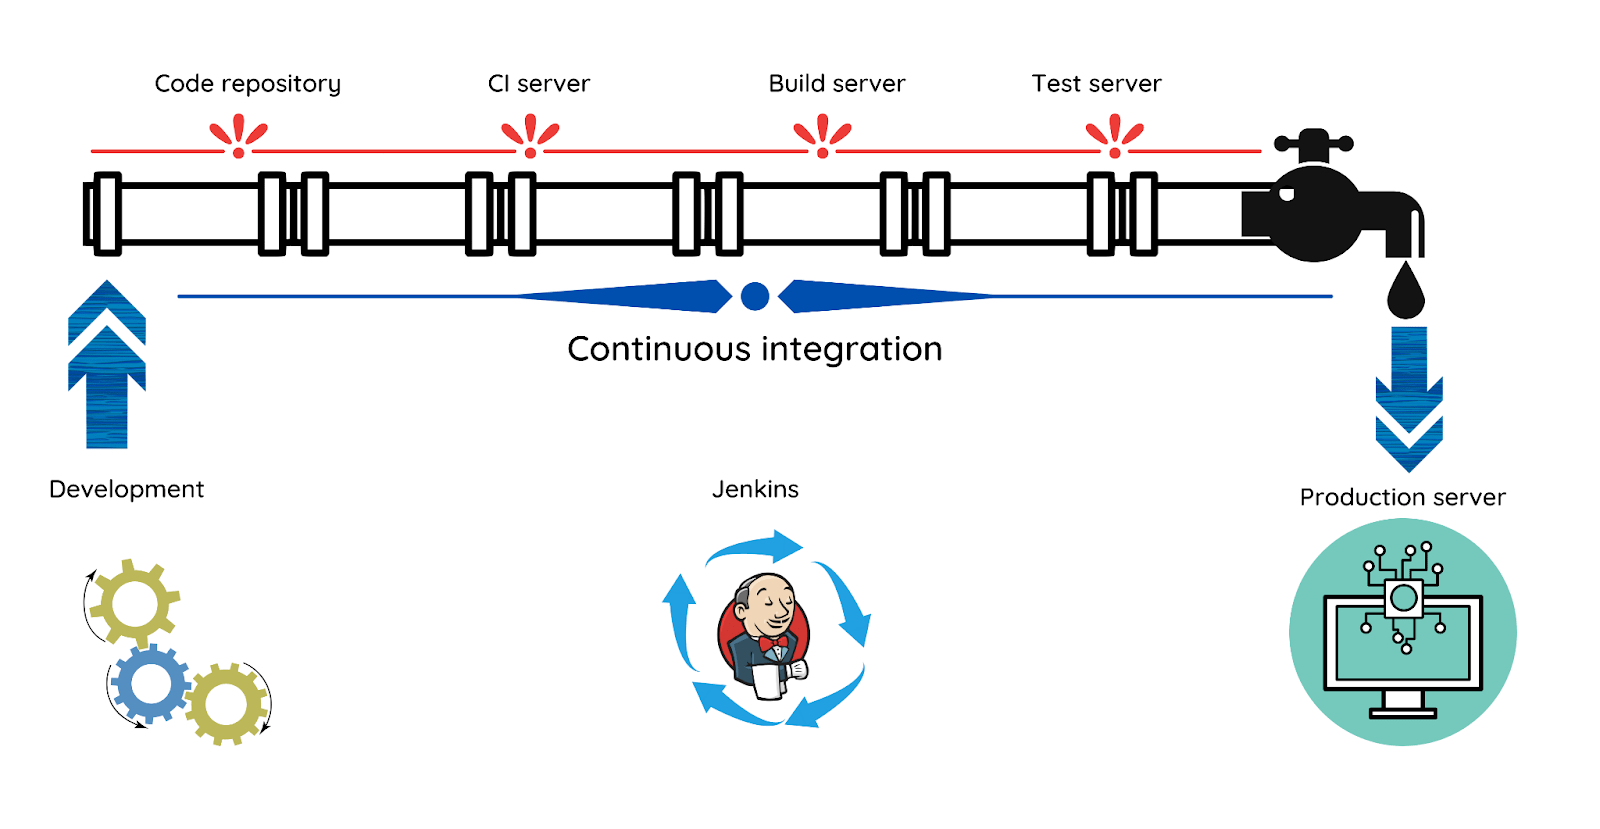 Code repository
CI server
Build server
Test server
Continuous integration
Development
Jenkins
Production server